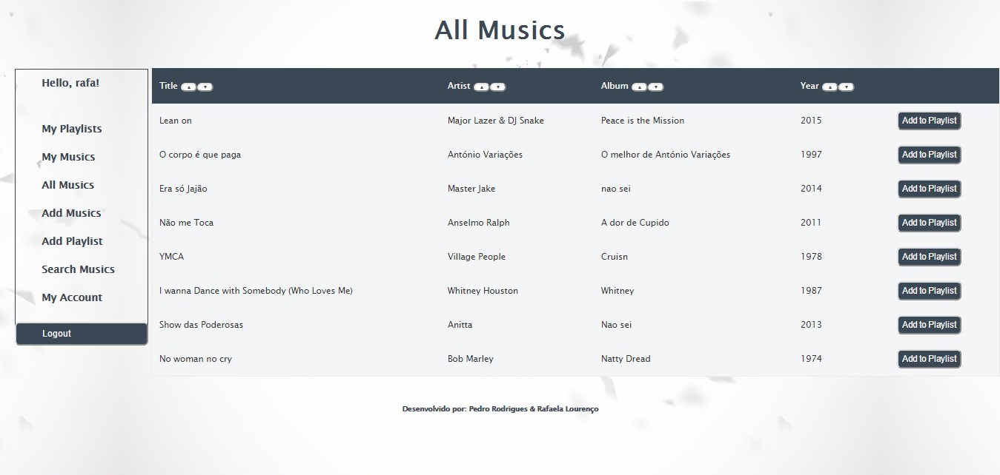 All Musics
Hello, rafa!
My Playlists
My Musics
All Musics
Add Musics
Add Playlist
Search Musics
My Account
Logout
Title ▲ ▼ Artist ▲ ▼ Album ▲ ▼ Year ▲ ▼
Lean on Major Lazer & DJ Snake Peace is the Mission 2015 Add to Playlist
O corpo é que paga António Variações O melhor de António Variações 1997 Add to Playlist
Era só Jajão Master Jake nao sei 2014 Add to Playlist
Não me Toca Anselmo Ralph A dor de Cupido 2011 Add to Playlist
YMCA Village People Cruisn 1978 Add to Playlist
I wanna Dance with Somebody (Who Loves Me) Whitney Houston Whitney 1987 Add to Playlist
Show das Poderosas Anitta Nao sei 2013 Add to Playlist
No woman no cry Bob Marley Natty Dread 1974 Add to Playlist
Desenvolvido por: Pedro Rodrigues & Rafaela Lourenço